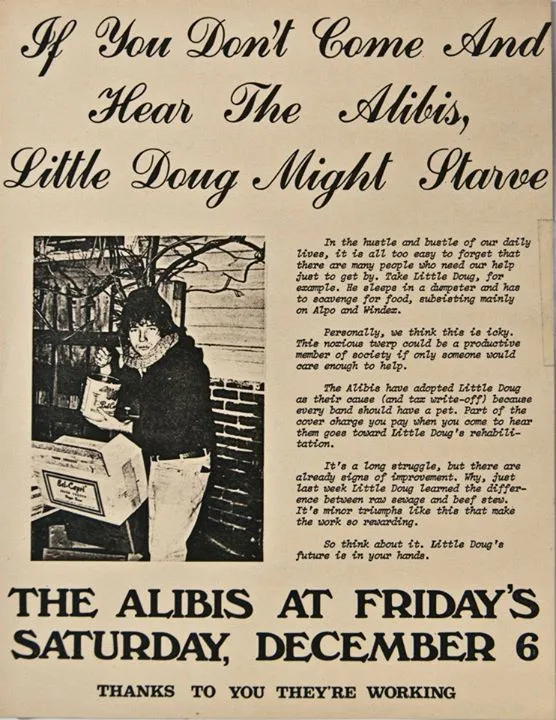 If You Don't Come And
Hear The Alibis,
Little Doug Might Starve
In the hustle and bustle of our daily
lives, it is all too easy to forget that
there are many people who need our help
just to get by. Take Little Doug, for
example. He sleeps in a dumpster and has
to scavenge for food, subsisting mainly
on Alpo and Windex.
Personally, we think this is icky.
This noxious twerp could be a productive
member of society if only someone would
care enough to help.
The Alibis have adopted Little Doug
as their cause (and tax write-off) because
every band should have a pet. Part of the
cover charge you pay when you come to hear
them goes toward Little Doug's rehabili-
tation.
It's a long struggle, but there are
already signs of improvement. Why, just
last week Little Doug learned the differ-
ence between raw sewage and beef stew.
It's minor triumphs like this that make
the work so rewarding.
So think about it. Little Doug's
future is in your hands.
Bel-Capri
THE ALIBIS AT FRIDAY'S
SATURDAY, DECEMBER 6
THANKS TO YOU THEY'RE WORKING